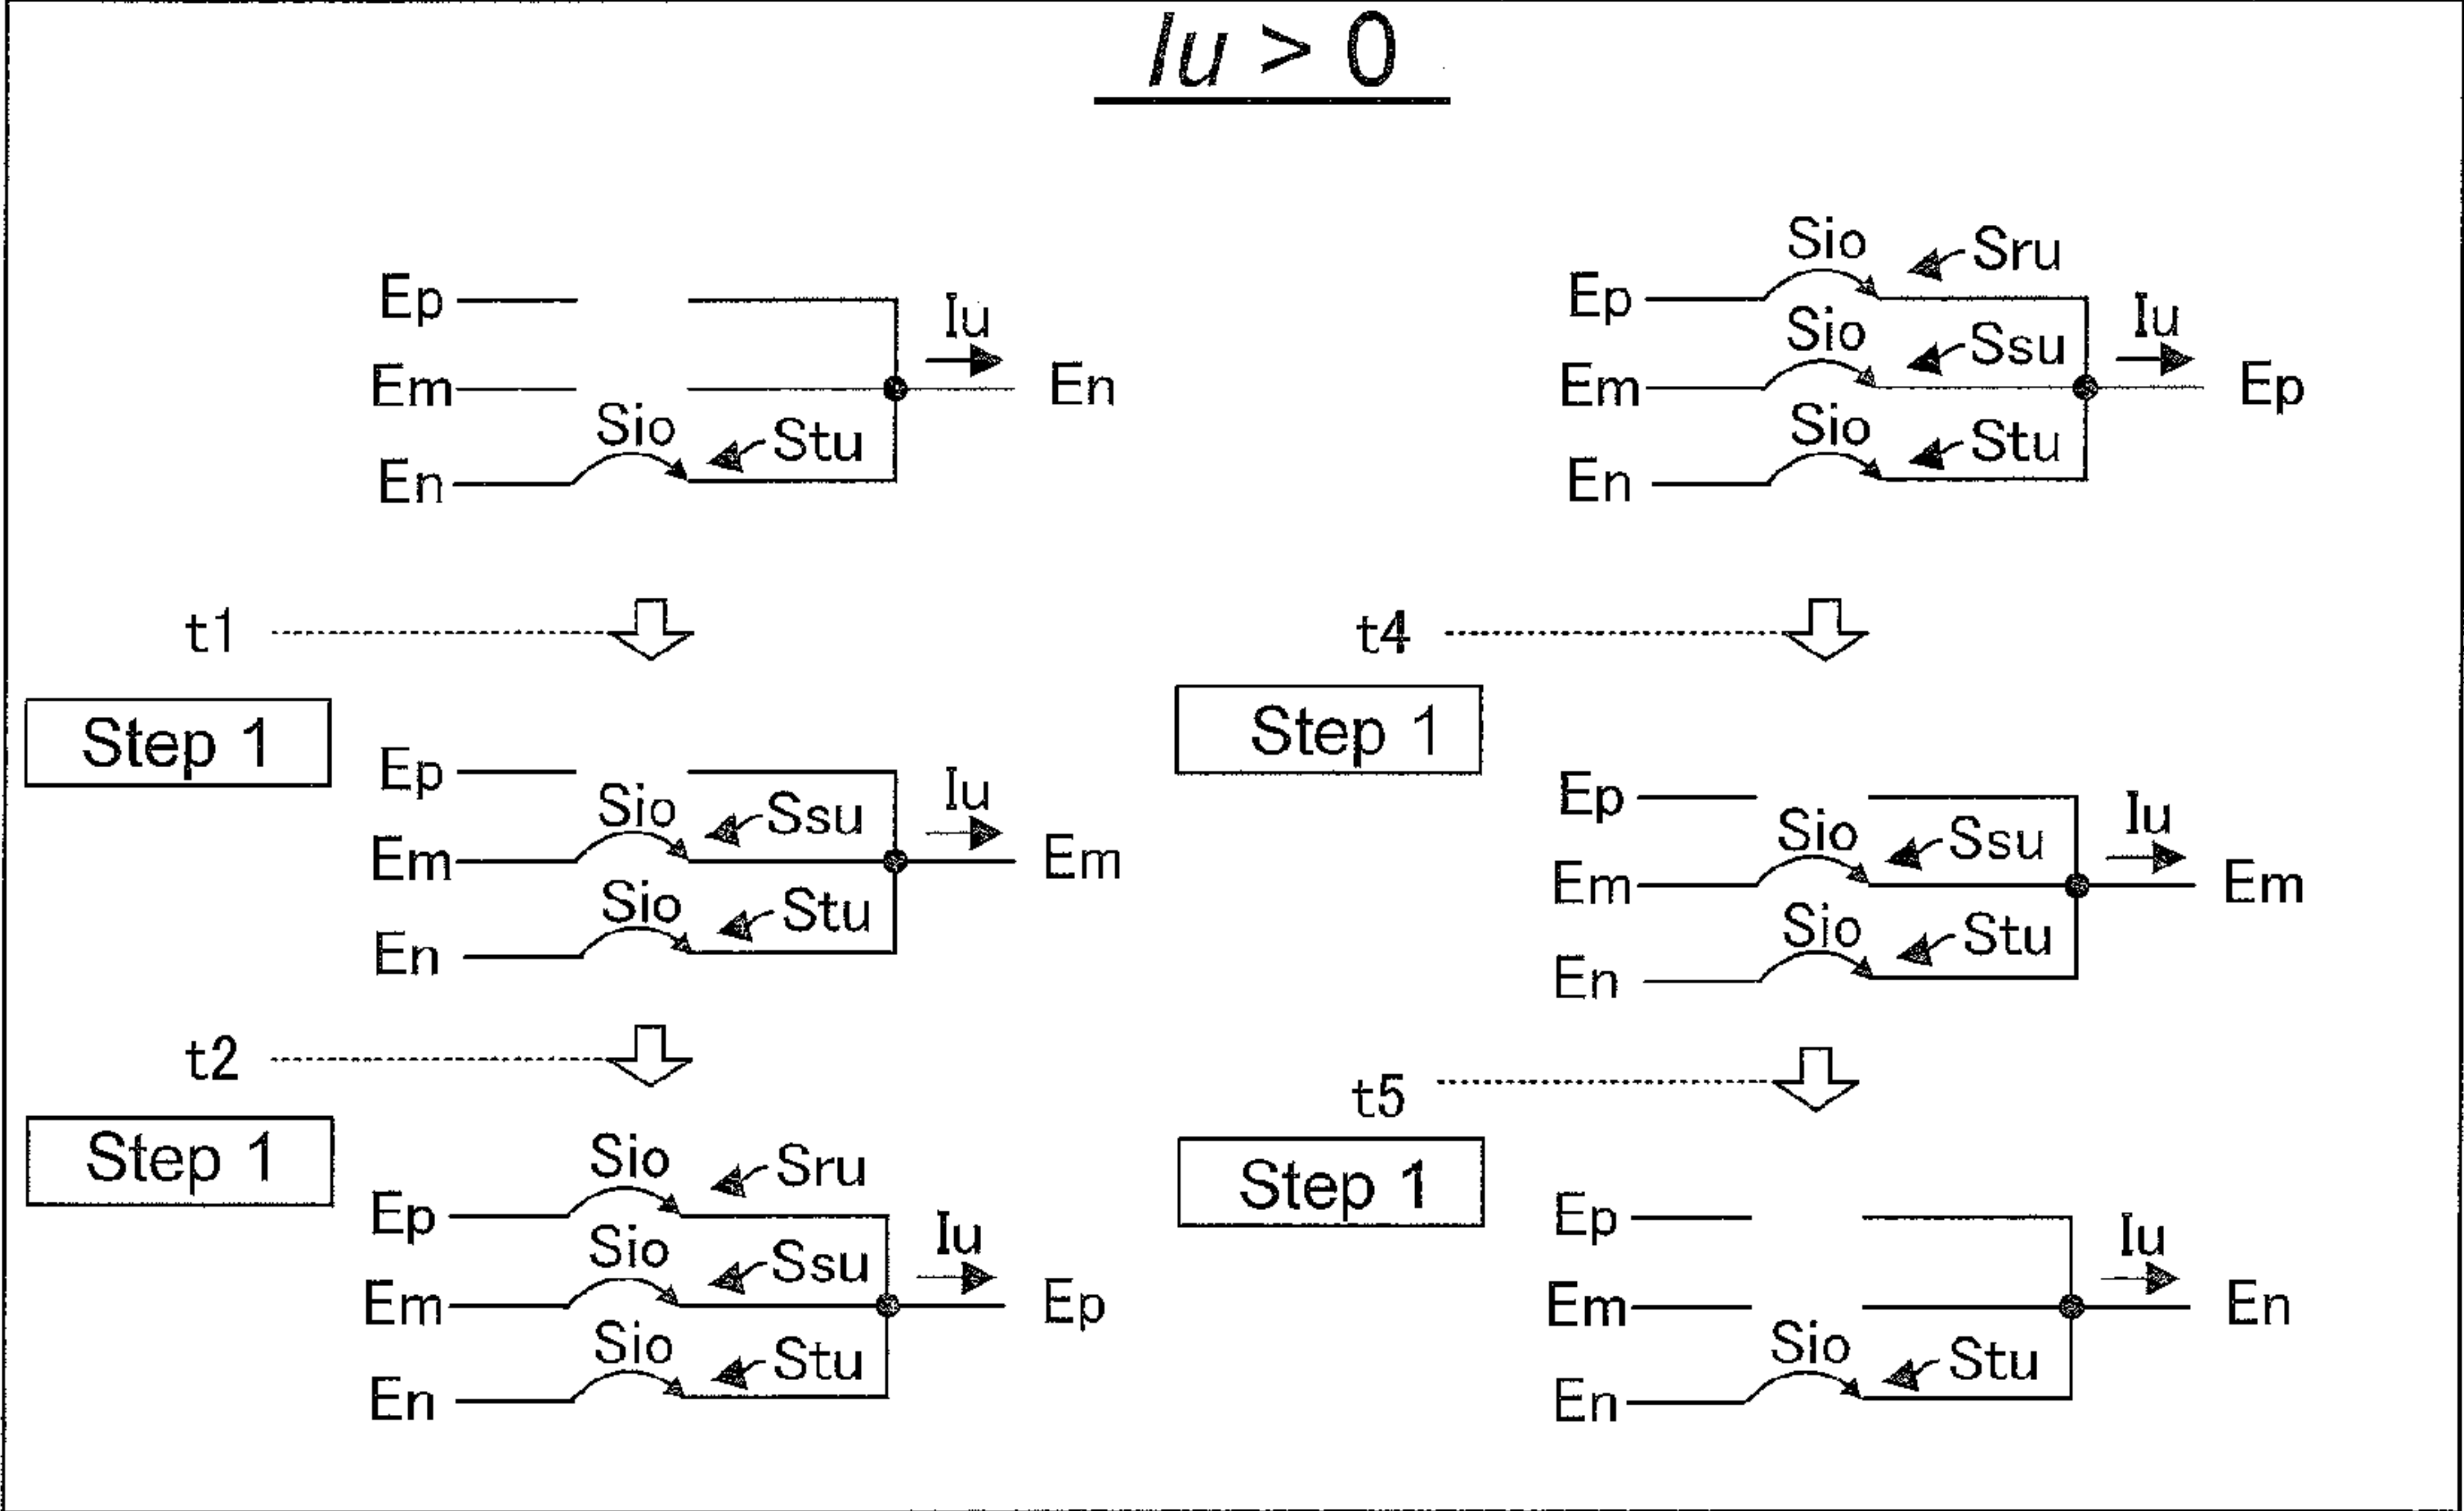 Iu > 0
Ep
Iu
Em
En
Sio
Stu
En
t1
Step 1
Ep
Iu
Sio
Ssu
Em
Em
Sio
Stu
En
t2
Step 1
Sio
Sru
Ep
Iu
Sio
Ssu
Em
Ep
Sio
Stu
En
Sio
Sru
Ep
Iu
Sio
Ssu
Em
Ep
Sio
Stu
En
t4
Step 1
Ep
Iu
Sio
Ssu
Em
Em
Sio
Stu
En
t5
Step 1
Ep
Iu
Em
En
Sio
Stu
En